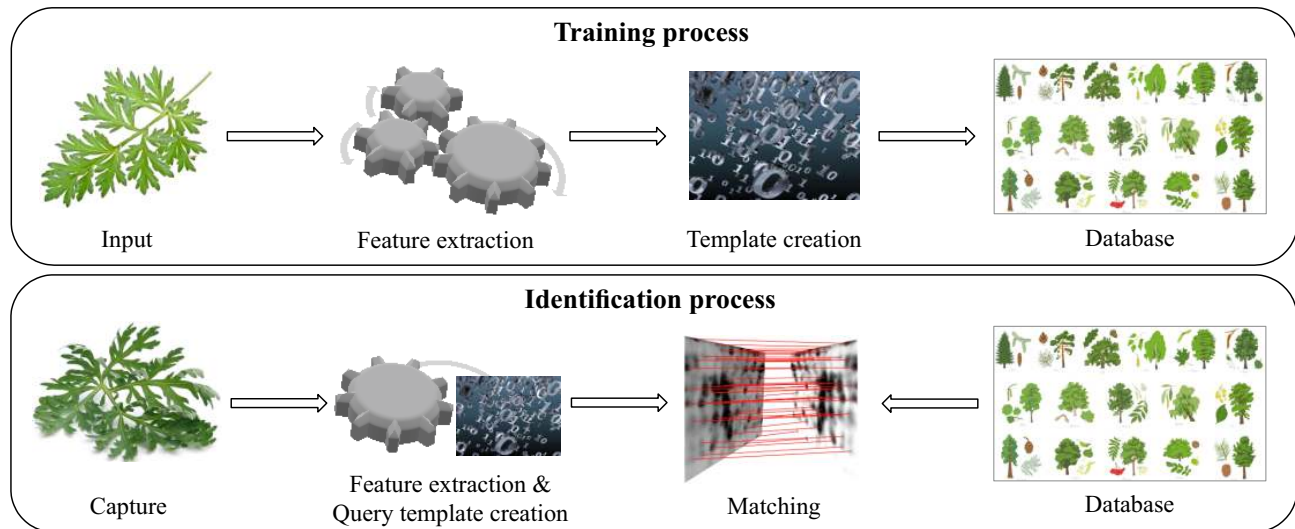 Training process
Input
Feature extraction
Template creation
Database
Identification process
Capture
Feature extraction &
Query template creation
Matching
Database